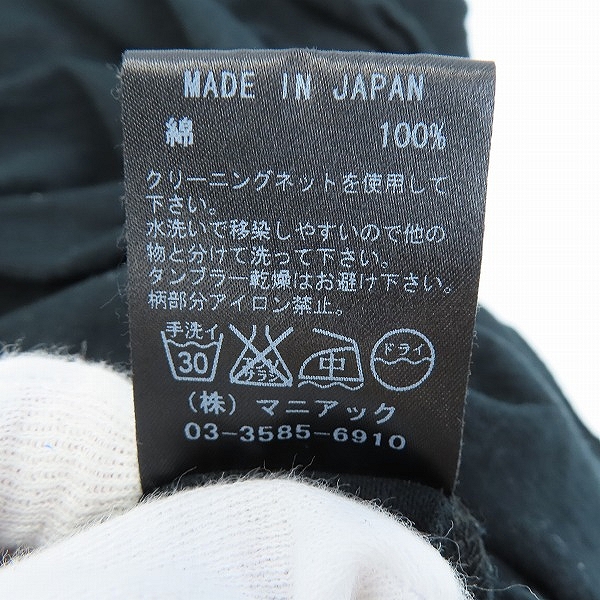 MADE IN JAPAN
綿 100%
クリーニングネットを使用して
下さい。
水洗いで移染しやすいので他の
物と分けて洗って下さい。
タンブラー乾燥はお避け下さい。
柄部分アイロン禁止。
手洗イ
30 エンソサラシ 中 ドライ
(株) マニアック
03-3585-6910